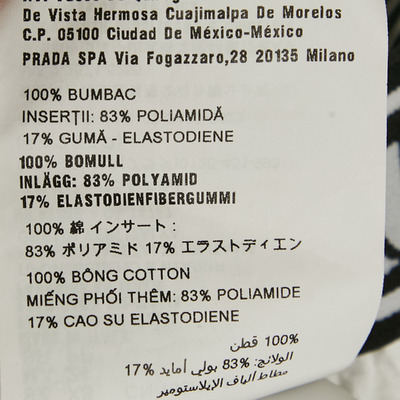 De Vista Hermosa Cuajimalpa De Morelos
C.P. 05100 Ciudad De México-México
PRADA SPA Via Fogazzaro,28 20135 Milano
100% BUMBAC
INSERŢII: 83% POLIAMIDĂ
17% GUMĂ - ELASTODIENE
100% BOMULL
INLÄGG: 83% POLYAMID
17% ELASTODIENFIBERGUMMI
100% 綿 インサート :
83% ポリアミド 17% エラストディエン
100% BÔNG COTTON
MIẾNG PHỐI THÊM: 83% POLIAMIDE
17% CAO SU ELASTODIENE
100% قطن
الولائج: 83% بولي أمايد 17%
مطاط ألياف الإيلاستومير